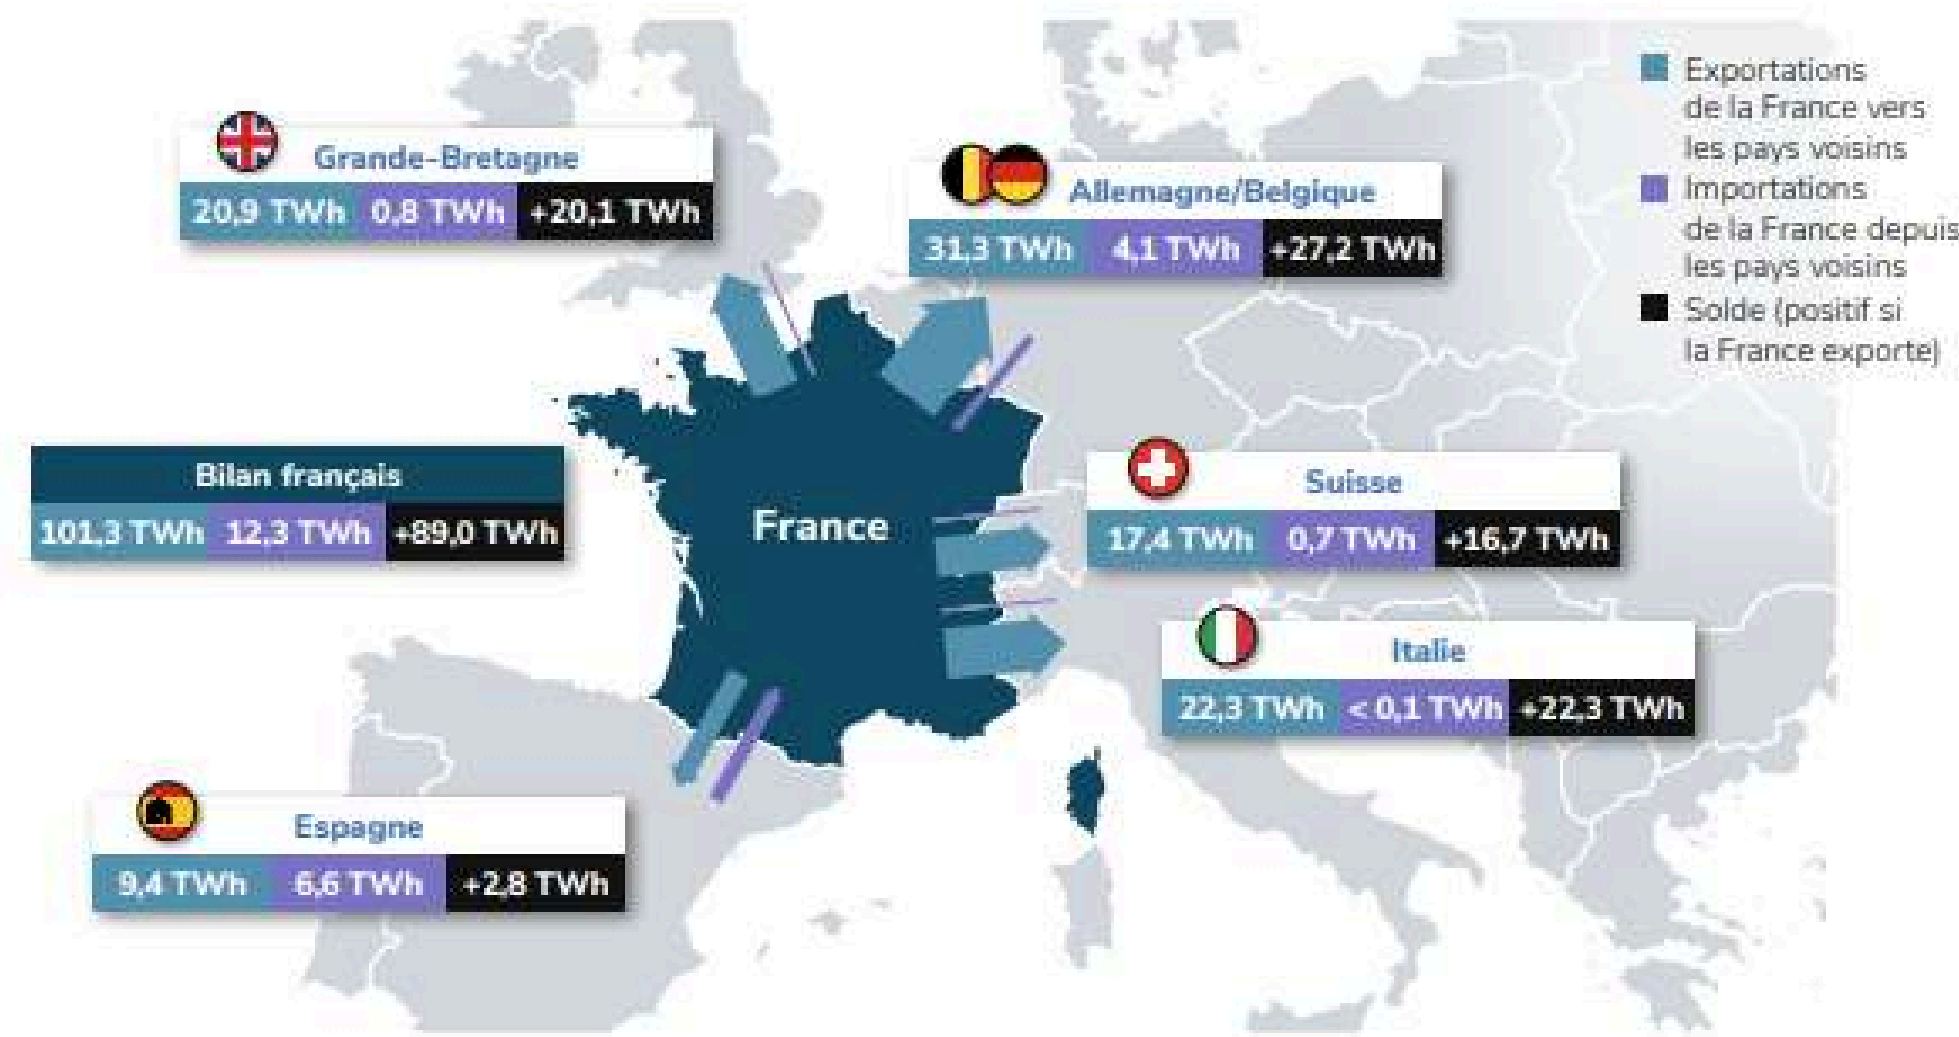 Grande-Bretagne
20,9 TWh 0,8 TWh +20,1 TWh
Allemagne/Belgique
31,3 TWh 4,1 TWh +27,2 TWh
Exportations
de la France vers
les pays voisins
Importations
de la France depuis
les pays voisins
Solde (positif si
la France exporte)
Bilan français
101,3 TWh 12,3 TWh +89,0 TWh
France
Suisse
17,4 TWh 0,7 TWh +16,7 TWh
Italie
22,3 TWh < 0,1 TWh +22,3 TWh
Espagne
9,4 TWh 6,6 TWh +2,8 TWh